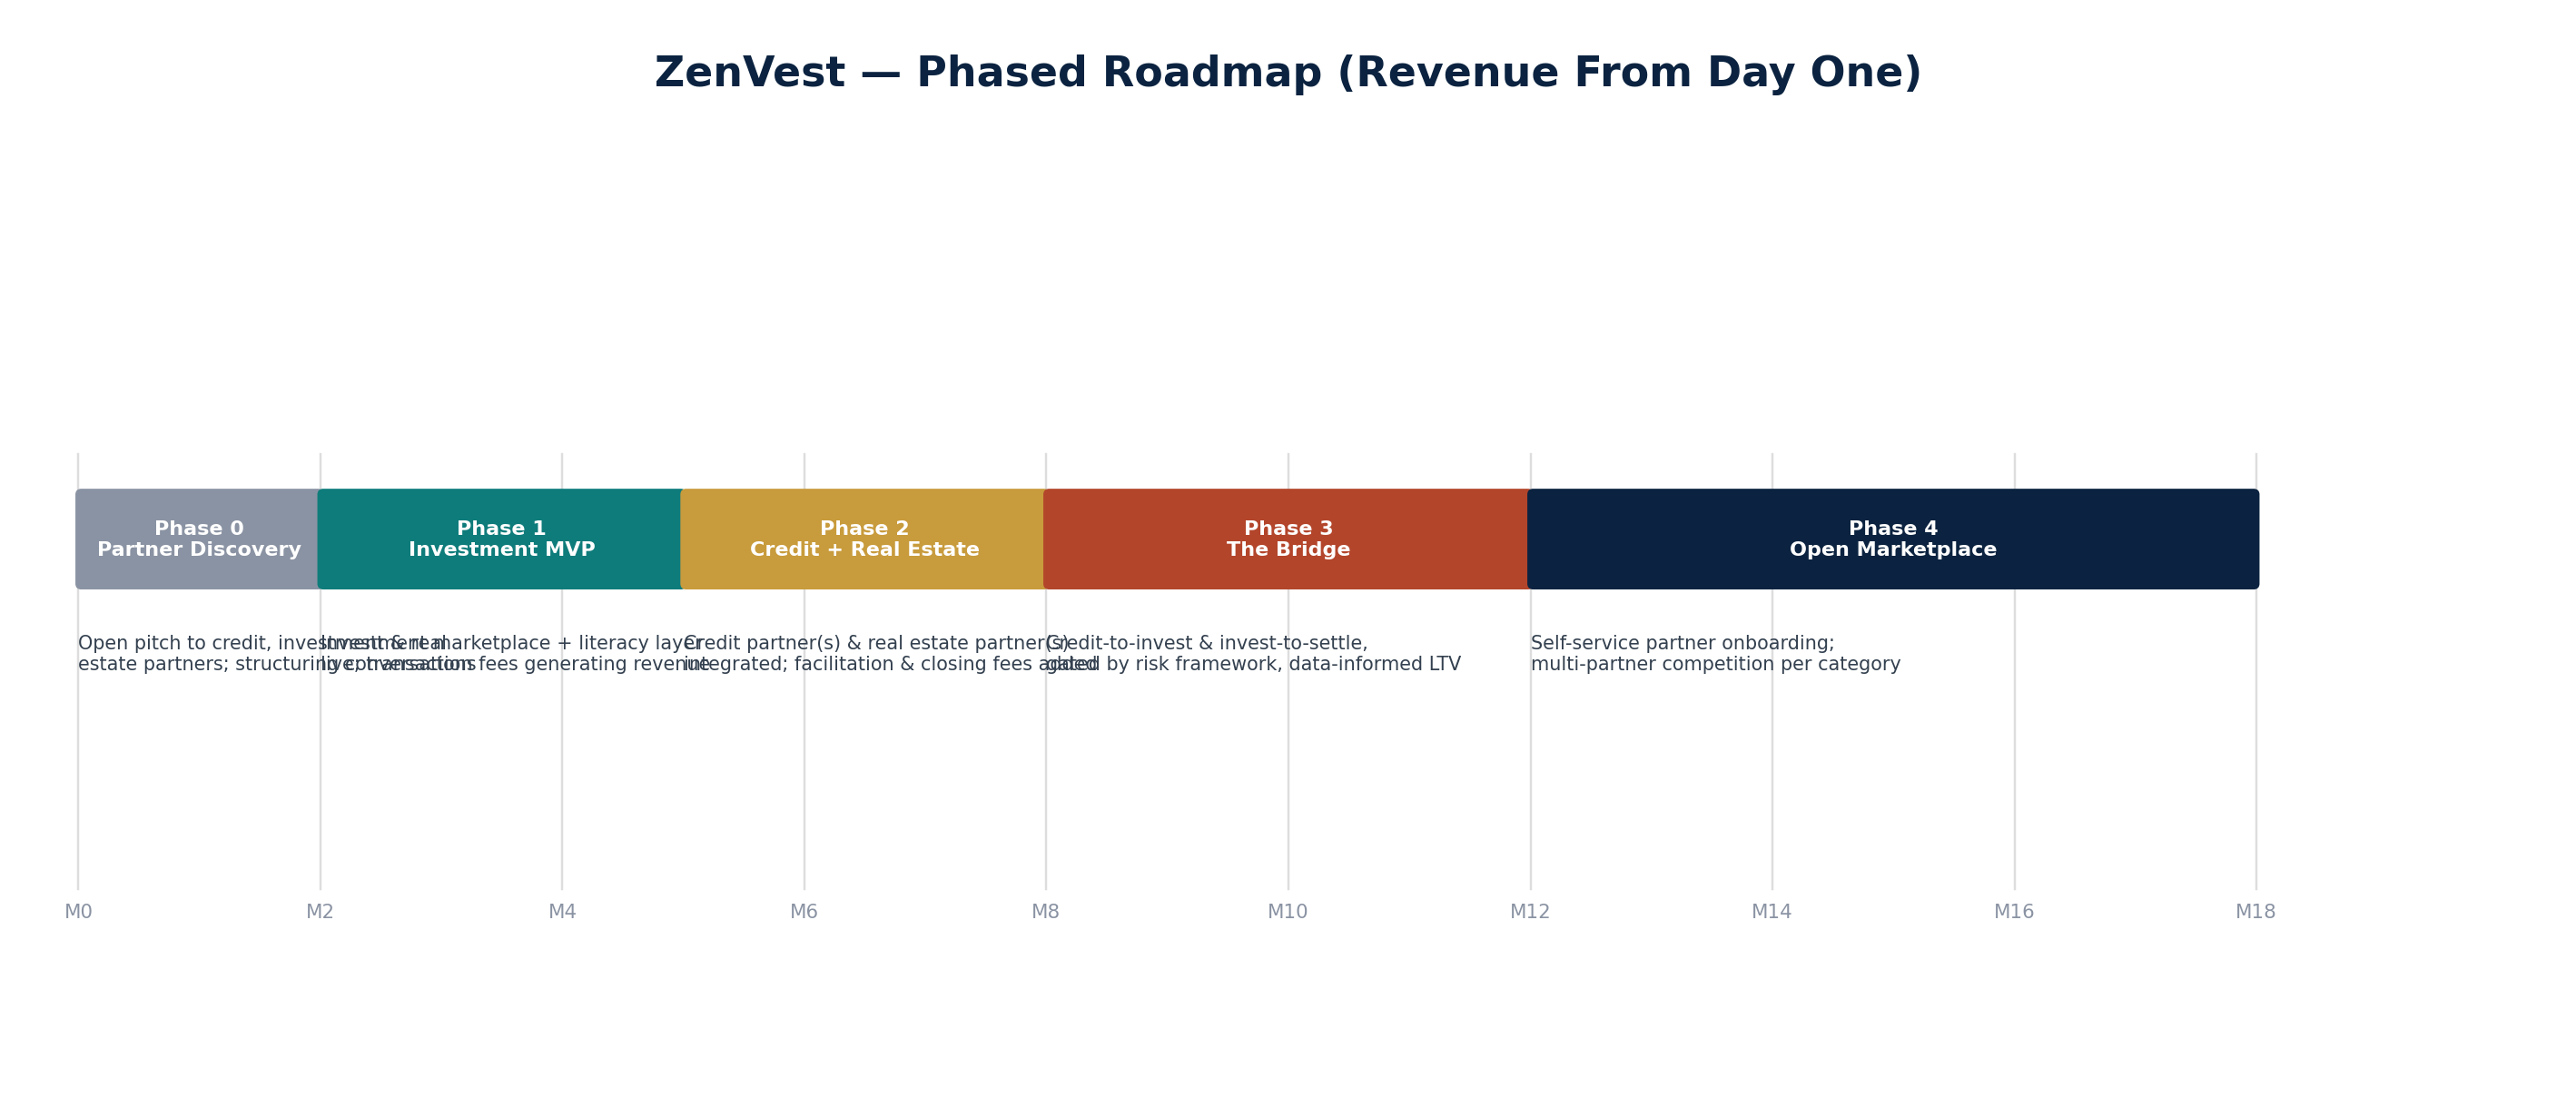 ZenVest — Phased Roadmap (Revenue From Day One)
Phase 0
Partner Discovery
Phase 1
Investment MVP
Phase 2
Credit + Real Estate
Phase 3
The Bridge
Phase 4
Open Marketplace
Open pitch to credit, investment & real
estate partners; structuring conversations
Investment marketplace + literacy layer
live; transaction fees generating revenue
Credit partner(s) & real estate partner(s)
integrated; facilitation & closing fees added
Credit-to-invest & invest-to-settle,
gated by risk framework, data-informed LTV
Self-service partner onboarding;
multi-partner competition per category
M0
M2
M4
M6
M8
M10
M12
M14
M16
M18